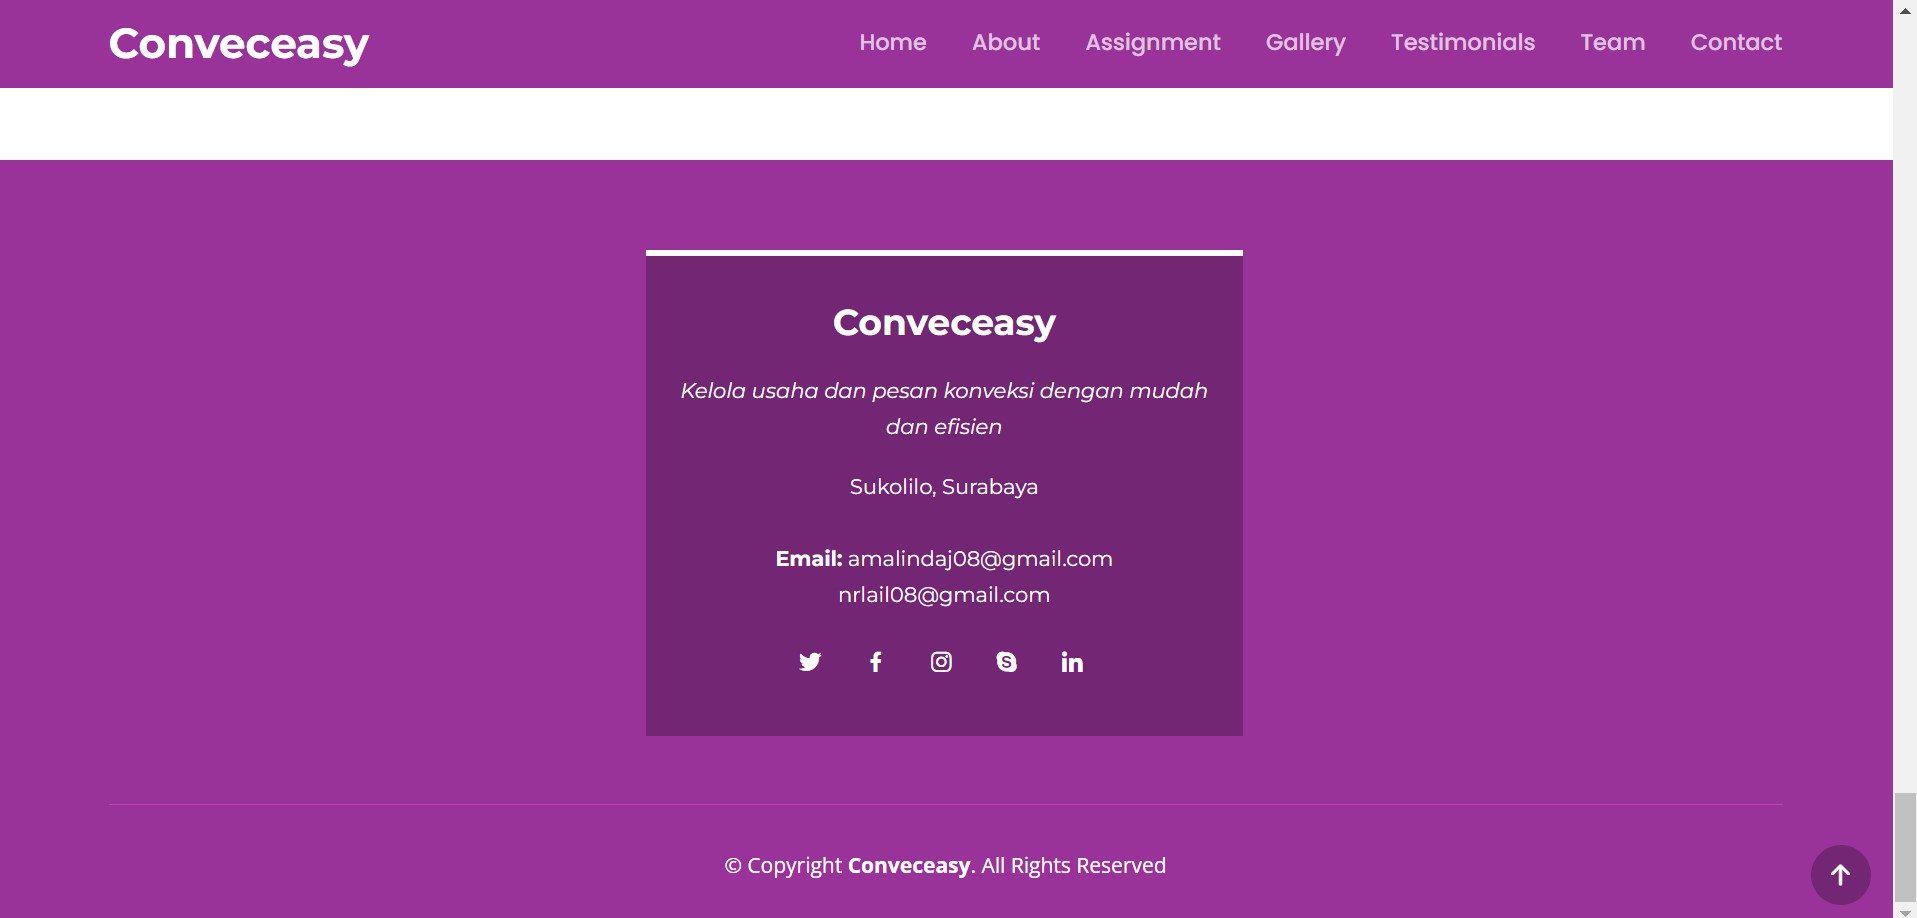 Conveceasy
Home About Assignment Gallery Testimonials Team Contact
Conveceasy
Kelola usaha dan pesan konveksi dengan mudah
dan efisien
Sukolilo, Surabaya
Email: amalindaj08@gmail.com
nrlail08@gmail.com
© Copyright Conveceasy. All Rights Reserved